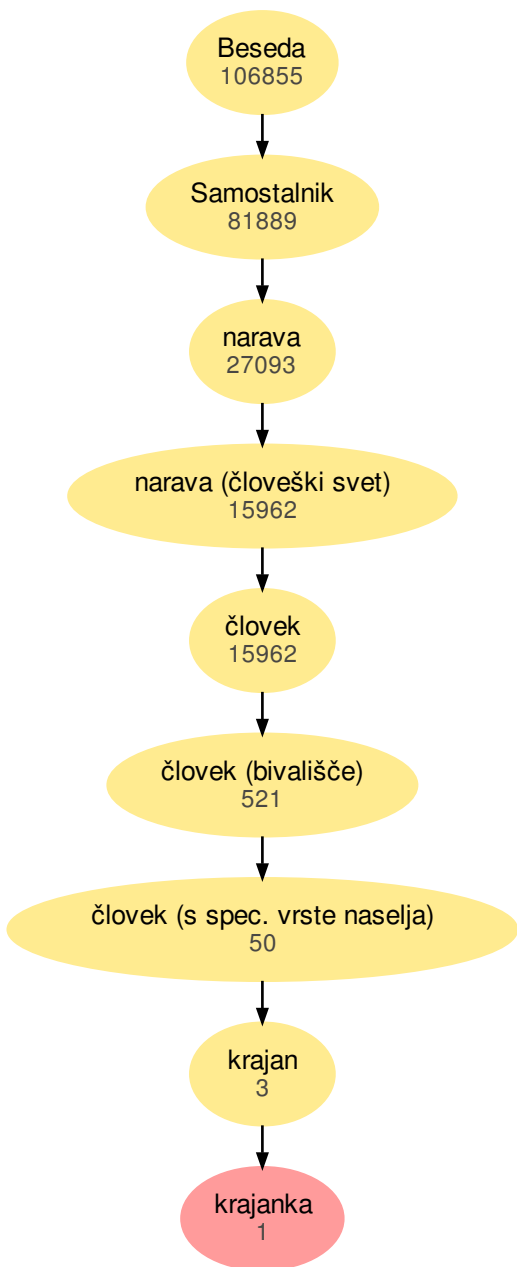 Beseda
106855
Samostalnik
81889
narava
27093
narava (človeški svet)
15962
človek
15962
človek (bivališče)
521
človek (s spec. vrste naselja)
50
krajan
3
krajanka
1